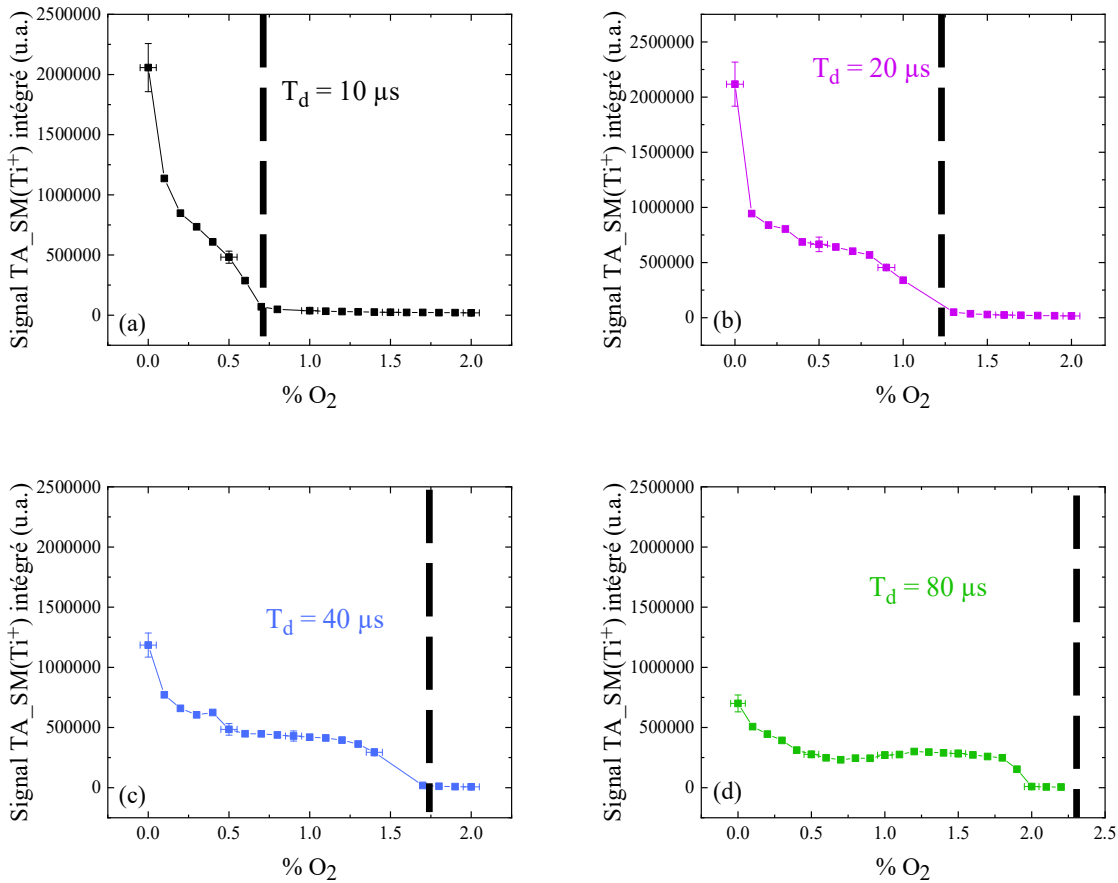 2500000
2000000
1500000
1000000
500000
0
Signal TA_SM(Ti⁺) intégré (u.a.)
T_d = 10 µs
(a)
0.0 0.5 1.0 1.5 2.0
% O₂
2500000
2000000
1500000
1000000
500000
0
Signal TA_SM(Ti⁺) intégré (u.a.)
T_d = 20 µs
(b)
0.0 0.5 1.0 1.5 2.0
% O₂
2500000
2000000
1500000
1000000
500000
0
Signal TA_SM(Ti⁺) intégré (u.a.)
T_d = 40 µs
(c)
0.0 0.5 1.0 1.5 2.0
% O₂
2500000
2000000
1500000
1000000
500000
0
Signal TA_SM(Ti⁺) intégré (u.a.)
T_d = 80 µs
(d)
0.0 0.5 1.0 1.5 2.0 2.5
% O₂